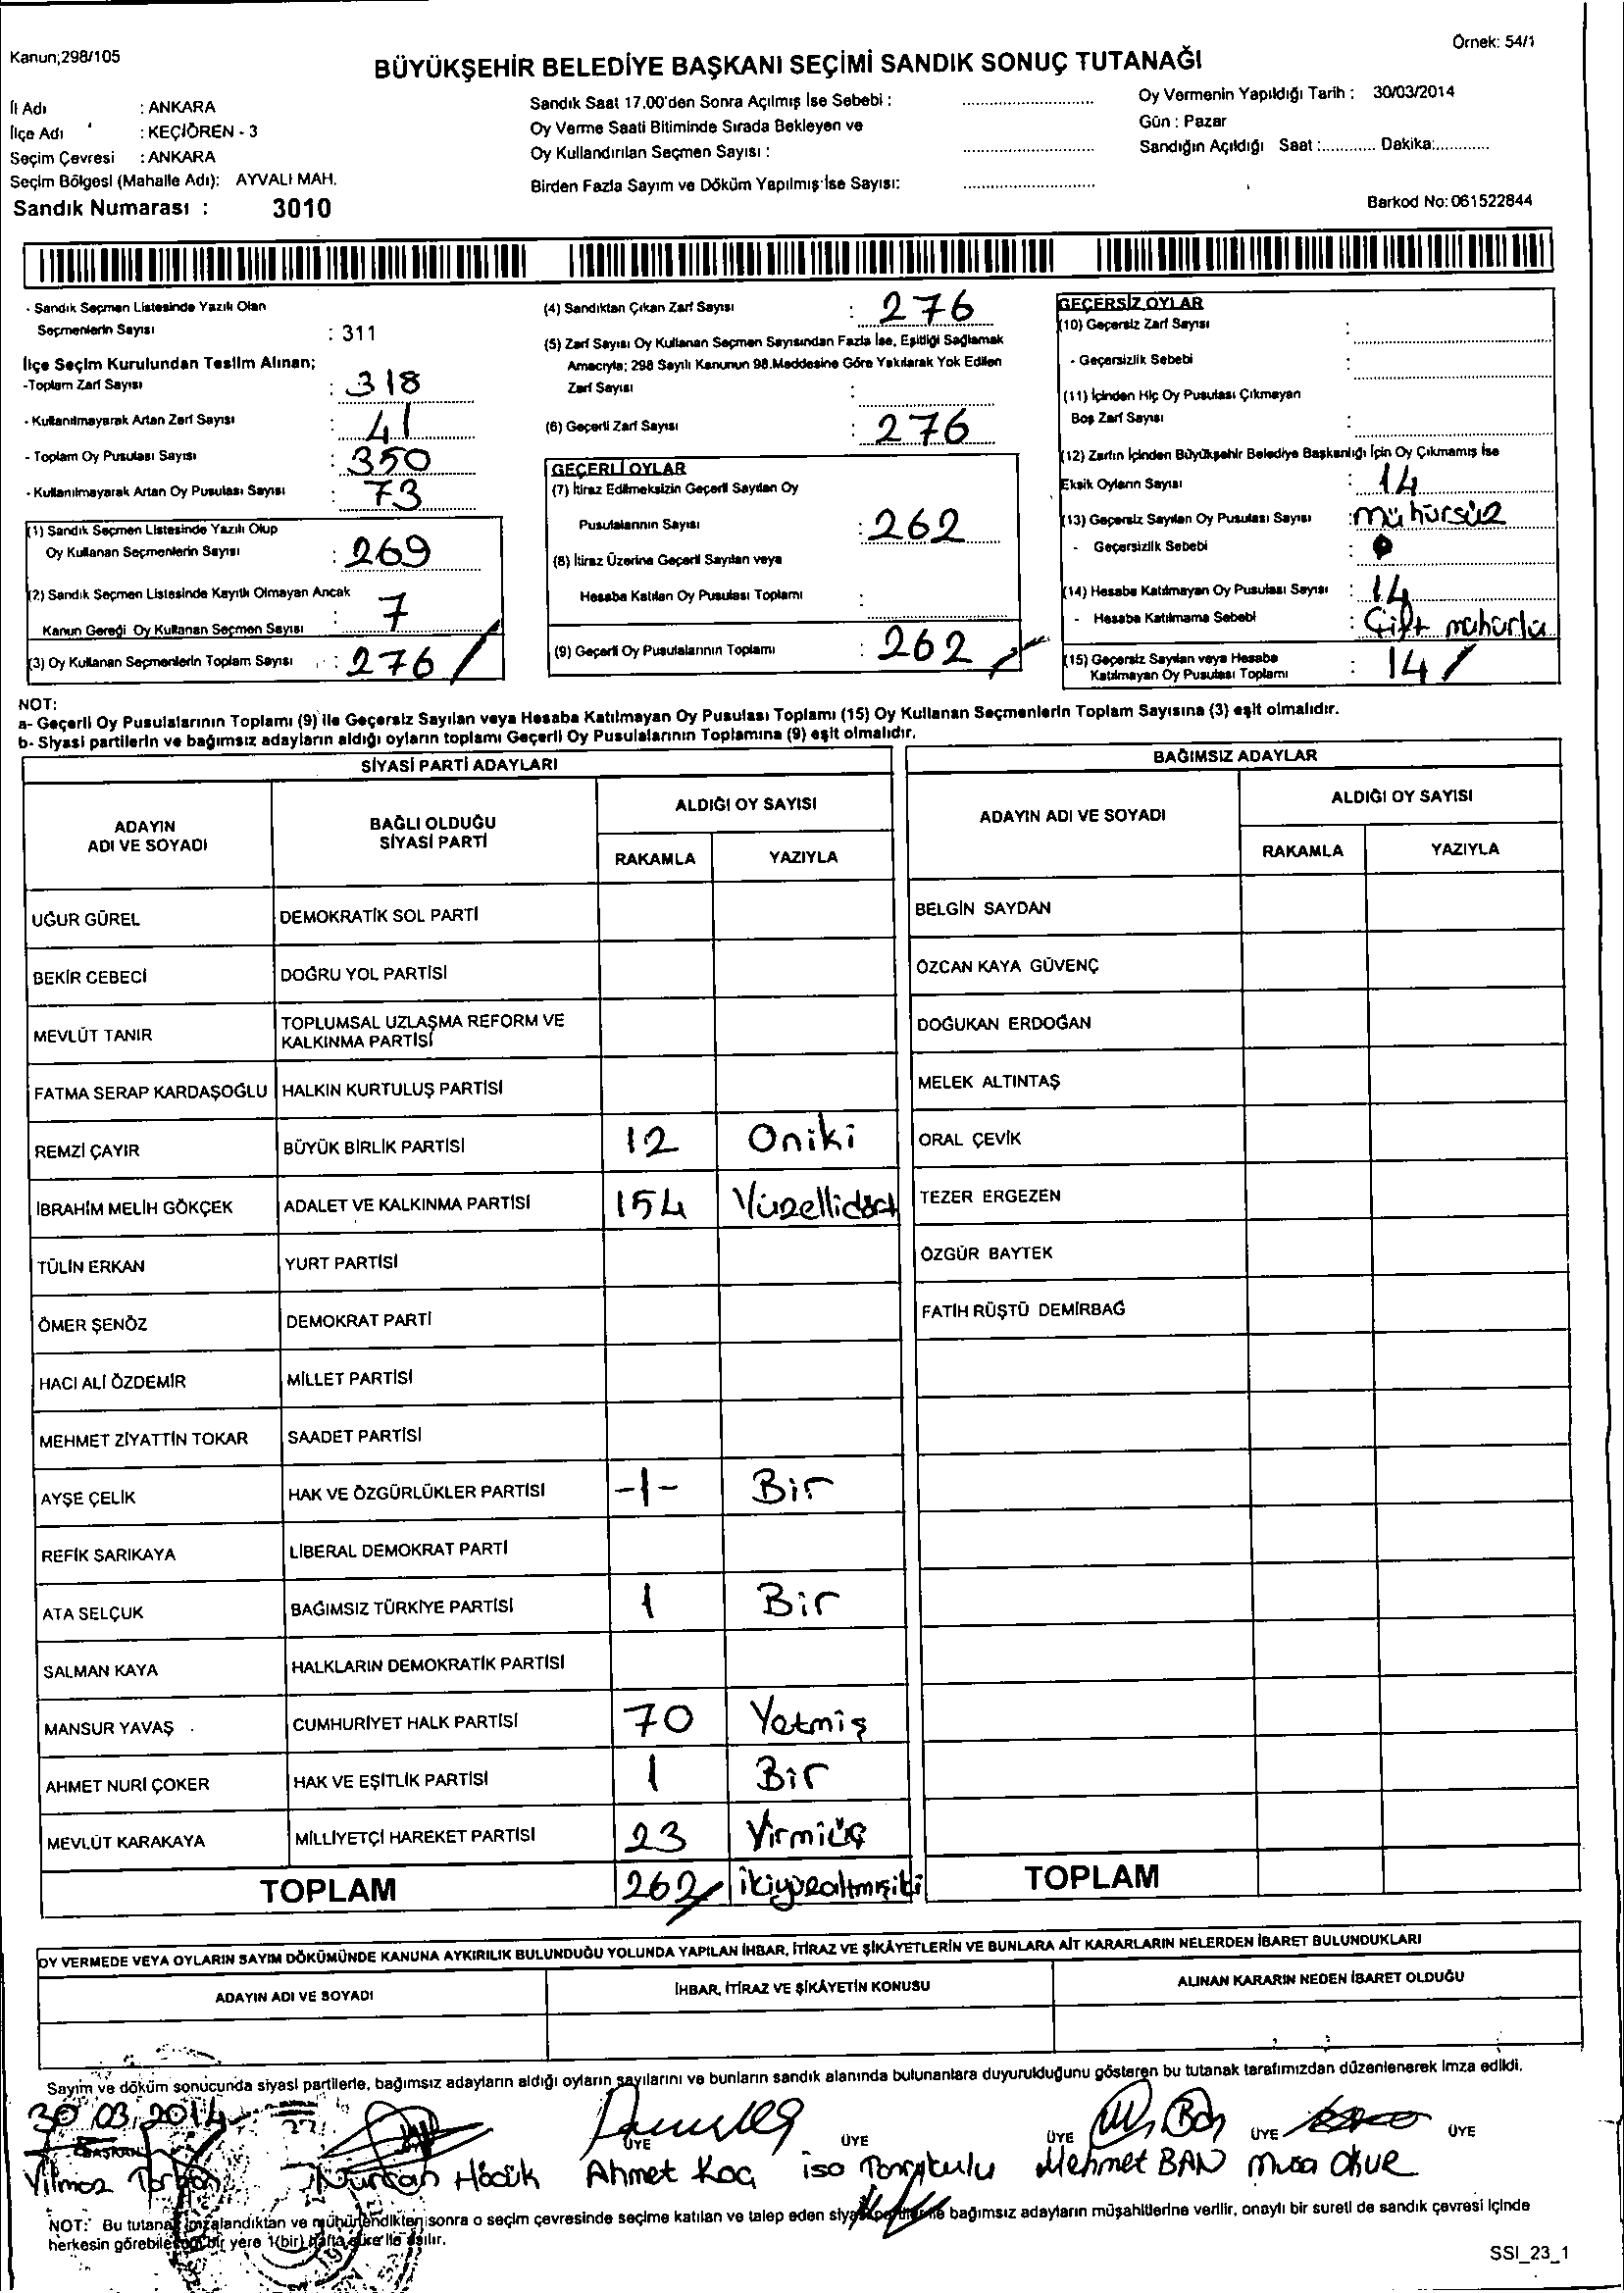 Kanun;298/105
Örnek: 54/1
BÜYÜKŞEHİR BELEDİYE BAŞKANI SEÇİMİ SANDIK SONUÇ TUTANAĞI
İl Adı : ANKARA
İlçe Adı : KEÇİÖREN - 3
Seçim Çevresi : ANKARA
Seçim Bölgesi (Mahalle Adı): AYVALI MAH.
Sandık Numarası : 3010
Sandık Saat 17.00'den Sonra Açılmış İse Sebebi :
Oy Verme Saati Bitiminde Sırada Bekleyen ve
Oy Kullandırılan Seçmen Sayısı :
Birden Fazla Sayım ve Döküm Yapılmış İse Sayısı:
Oy Vermenin Yapıldığı Tarih : 30/03/2014
Gün : Pazar
Sandığın Açıldığı Saat :............ Dakika:............
Barkod No: 061522844
- Sandık Seçmen Listesinde Yazılı Olan
Seçmenlerin Sayısı : 311
İlçe Seçim Kurulundan Teslim Alınan;
-Toplam Zarf Sayısı : 318
- Kullanılmayarak Artan Zarf Sayısı : 41
- Toplam Oy Pusulası Sayısı : 350
- Kullanılmayarak Artan Oy Pusulası Sayısı : 73
(1) Sandık Seçmen Listesinde Yazılı Olup
Oy Kullanan Seçmenlerin Sayısı : 269
(2) Sandık Seçmen Listesinde Kayıtlı Olmayan Ancak
Kanun Gereği Oy Kullanan Seçmen Sayısı : 7
(3) Oy Kullanan Seçmenlerin Toplam Sayısı : 276
(4) Sandıktan Çıkan Zarf Sayısı : 276
(5) Zarf Sayısı Oy Kullanan Seçmen Sayısından Fazla İse, Eşitliği Sağlamak
Amacıyla; 298 Sayılı Kanunun 98.Maddesine Göre Yakılarak Yok Edilen
Zarf Sayısı :
(6) Geçerli Zarf Sayısı : 276
GEÇERLİ OYLAR
(7) İtiraz Edilmeksizin Geçerli Sayılan Oy
Pusulalarının Sayısı : 262
(8) İtiraz Üzerine Geçerli Sayılan veya
Hesaba Katılan Oy Pusulası Toplamı :
(9) Geçerli Oy Pusulalarının Toplamı : 262
GEÇERSİZ OYLAR
(10) Geçersiz Zarf Sayısı :
- Geçersizlik Sebebi :
(11) İçinden Hiç Oy Pusulası Çıkmayan
Boş Zarf Sayısı :
(12) Zarfın İçinden Büyükşehir Belediye Başkanlığı İçin Oy Çıkmamış İse
Eksik Oyların Sayısı : 14
(13) Geçersiz Sayılan Oy Pusulası Sayısı : mühürsüz
- Geçersizlik Sebebi :
(14) Hesaba Katılmayan Oy Pusulası Sayısı : 14
- Hesaba Katılmama Sebebi : Çift mühürlü
(15) Geçersiz Sayılan veya Hesaba
Katılmayan Oy Pusulası Toplamı : 14
NOT:
a- Geçerli Oy Pusulalarının Toplamı (9) ile Geçersiz Sayılan veya Hesaba Katılmayan Oy Pusulası Toplamı (15) Oy Kullanan Seçmenlerin Toplam Sayısına (3) eşit olmalıdır.
b- Siyasi partilerin ve bağımsız adayların aldığı oyların toplamı Geçerli Oy Pusulalarının Toplamına (9) eşit olmalıdır.
SİYASİ PARTİ ADAYLARI
ADAYIN ADI VE SOYADI
BAĞLI OLDUĞU SİYASİ PARTİ
ALDIĞI OY SAYISI
RAKAMLA YAZIYLA
UĞUR GÜREL DEMOKRATİK SOL PARTİ
BEKİR CEBECİ DOĞRU YOL PARTİSİ
MEVLÜT TANIR TOPLUMSAL UZLAŞMA REFORM VE
KALKINMA PARTİSİ
FATMA SERAP KARDAŞOĞLU HALKIN KURTULUŞ PARTİSİ
REMZİ ÇAYIR BÜYÜK BİRLİK PARTİSİ 12 Oniki
İBRAHİM MELİH GÖKÇEK ADALET VE KALKINMA PARTİSİ 154 Yüzellidört
TÜLİN ERKAN YURT PARTİSİ
ÖMER ŞENÖZ DEMOKRAT PARTİ
HACI ALİ ÖZDEMİR MİLLET PARTİSİ
MEHMET ZİYATTİN TOKAR SAADET PARTİSİ
AYŞE ÇELİK HAK VE ÖZGÜRLÜKLER PARTİSİ -1- Bir
REFİK SARIKAYA LİBERAL DEMOKRAT PARTİ
ATA SELÇUK BAĞIMSIZ TÜRKİYE PARTİSİ 1 Bir
SALMAN KAYA HALKLARIN DEMOKRATİK PARTİSİ
MANSUR YAVAŞ CUMHURİYET HALK PARTİSİ 70 Yetmiş
AHMET NURİ ÇOKER HAK VE EŞİTLİK PARTİSİ 1 Bir
MEVLÜT KARAKAYA MİLLİYETÇİ HAREKET PARTİSİ 23 Yirmiüç
TOPLAM 262 ikiyüzaltmışiki
BAĞIMSIZ ADAYLAR
ADAYIN ADI VE SOYADI
ALDIĞI OY SAYISI
RAKAMLA YAZIYLA
BELGİN SAYDAN
ÖZCAN KAYA GÜVENÇ
DOĞUKAN ERDOĞAN
MELEK ALTINTAŞ
ORAL ÇEVİK
TEZER ERGEZEN
ÖZGÜR BAYTEK
FATİH RÜŞTÜ DEMİRBAĞ
TOPLAM
OY VERMEDE VEYA OYLARIN SAYIM DÖKÜMÜNDE KANUNA AYKIRILIK BULUNDUĞU YOLUNDA YAPILAN İHBAR, İTİRAZ VE ŞİKÂYETLERİN VE BUNLARA AİT KARARLARIN NELERDEN İBARET BULUNDUKLARI
ADAYIN ADI VE SOYADI İHBAR, İTİRAZ VE ŞİKÂYETİN KONUSU ALINAN KARARIN NEDEN İBARET OLDUĞU
Sayım ve döküm sonucunda siyasi partilerle, bağımsız adayların aldığı oyların sayılarını ve bunların sandık alanında bulunanlara duyurulduğunu gösteren bu tutanak tarafımızdan düzenlenerek imza edildi.
30.03.2014
BAŞKAN ÜYE ÜYE ÜYE ÜYE ÜYE
Yılmaz Nurcan Ahmet Koç isa Mehmet BAN Musa OKUR
NOT: Bu tutanak imzalandıktan ve mühürlendikten sonra o seçim çevresinde seçime katılan ve talep eden siyasi partiler ile bağımsız adayların müşahitlerine verilir, onaylı bir sureti de sandık çevresi içinde
herkesin görebileceği bir yere 1(bir) hafta süre ile asılır.
SSI_23_1